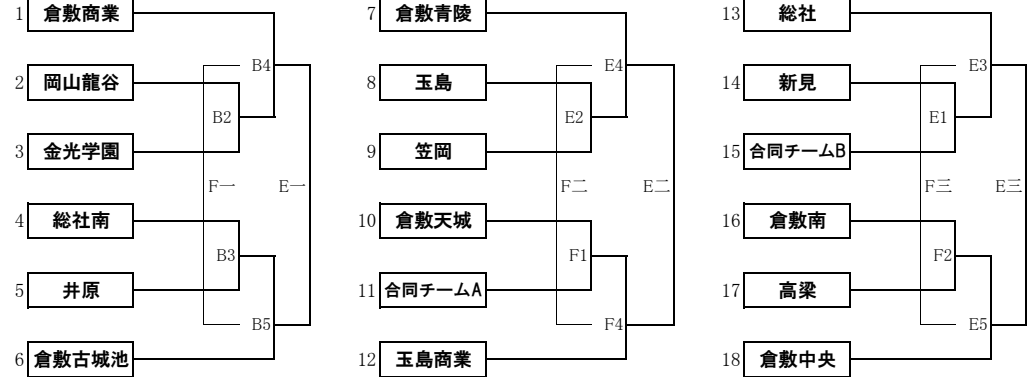 1 倉敷商業
B4
2 岡山龍谷
B2
3 金光学園
F一 E一
4 総社南
B3
5 井原
B5
6 倉敷古城池
7 倉敷青陵
E4
8 玉島
E2
9 笠岡
F二 E二
10 倉敷天城
F1
11 合同チームA
F4
12 玉島商業
13 総社
E3
14 新見
E1
15 合同チームB
F三 E三
16 倉敷南
F2
17 高梁
E5
18 倉敷中央